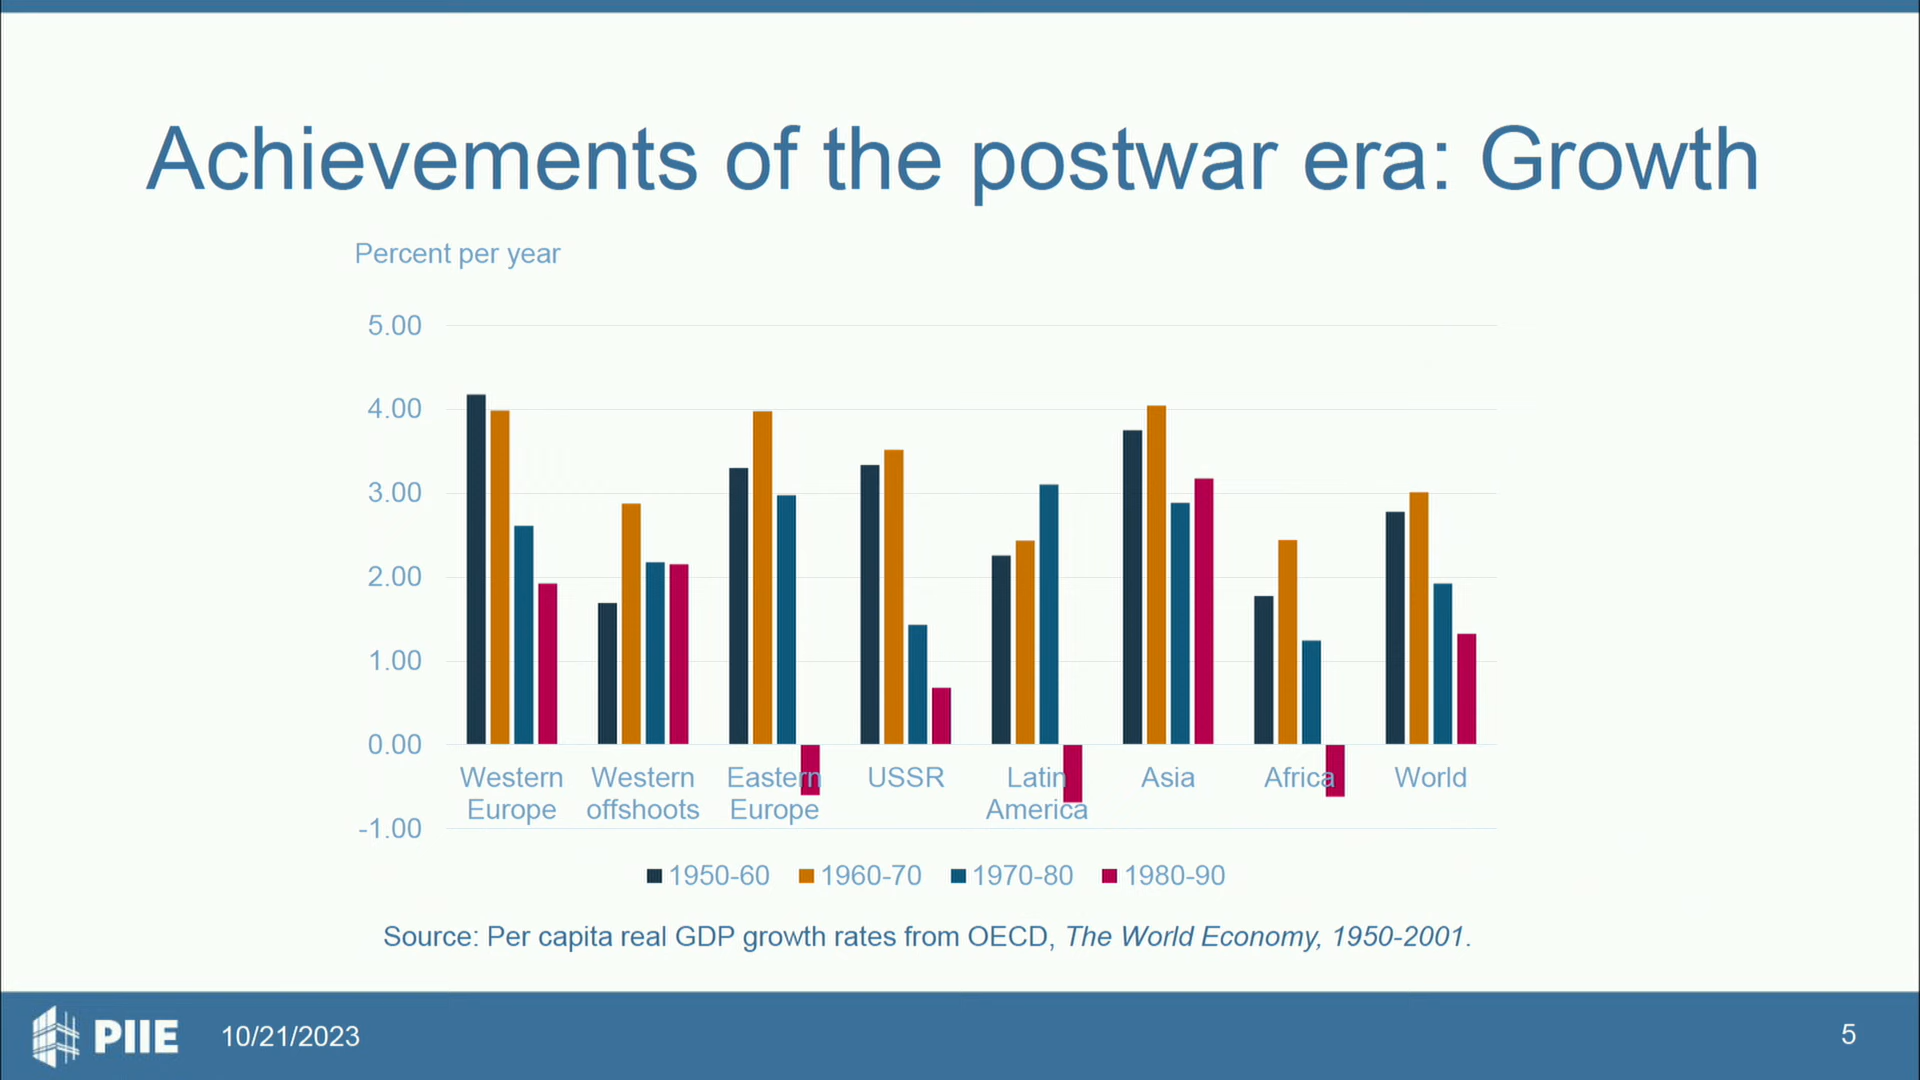 Achievements of the postwar era: Growth
Percent per year
5.00
4.00
3.00
2.00
1.00
0.00
-1.00
Western Europe
Western offshoots
Eastern Europe
USSR
Latin America
Asia
Africa
World
1950-60 1960-70 1970-80 1980-90
Source: Per capita real GDP growth rates from OECD, The World Economy, 1950-2001.
PIIE 10/21/2023 5